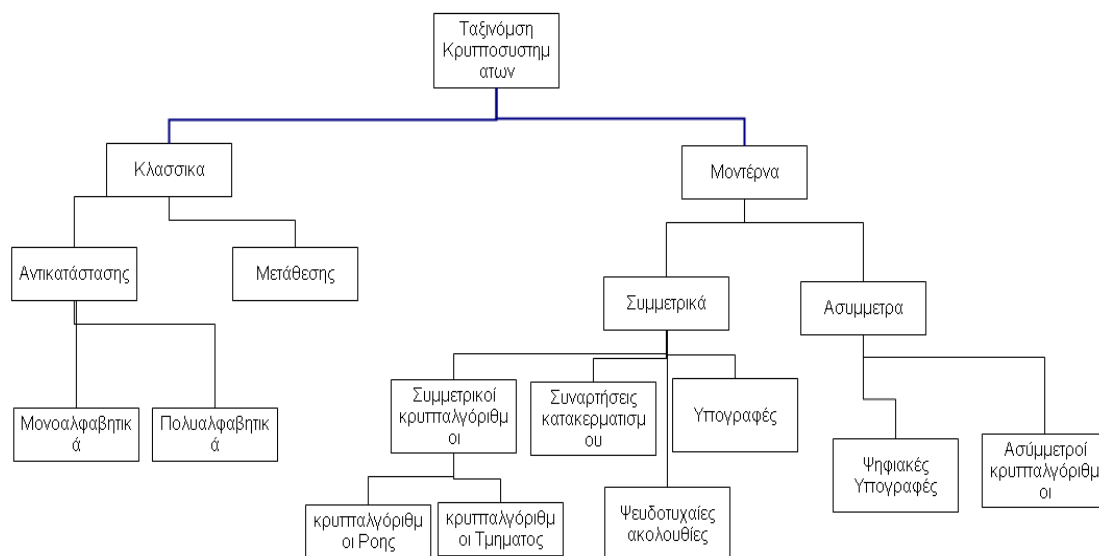 Ταξινόμση
Κρυπτοσυστημ
ατων
Κλασσικα
Μοντέρνα
Αντικατάστασης
Μετάθεσης
Συμμετρικά
Ασυμμετρα
Μονοαλφαβητικ
ά
Πολυαλφαβητικ
ά
Συμμετρικοί
κρυπταλγόριθμ
οι
Συναρτήσεις
κατακερματισμ
ου
Υπογραφές
Ψηφιακές
Υπογραφές
Ασύμμετροί
κρυπταλγόριθμ
οι
κρυπταλγόριθμ
οι Ροης
κρυπταλγόριθμ
οι Τμηματος
Ψευδοτυχαίες
ακολουθίες